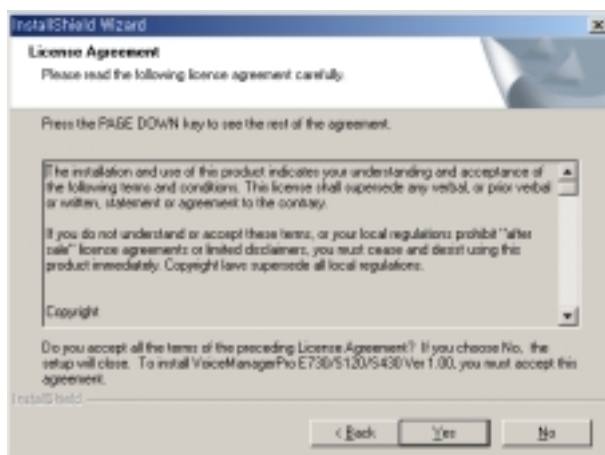 InstallShield Wizard
License Agreement
Please read the following license agreement carefully.
Press the PAGE DOWN key to see the rest of the agreement.
The installation and use of this product indicates your understanding and acceptance of
the following terms and conditions. This license shall supersede any verbal, or prior verbal
or written, statement or agreement to the contrary.
If you do not understand or accept these terms, or your local regulations prohibit "after
sale" license agreements or limited disclaimers, you must cease and desist using this
product immediately. Copyright laws supersede all local regulations.
Copyright
Do you accept all the terms of the preceding License Agreement? If you choose No, the
setup will close. To install VoiceManagerPro E730/S120/S430 Ver 1.00, you must accept this
agreement.
InstallShield
< Back
Yes
No